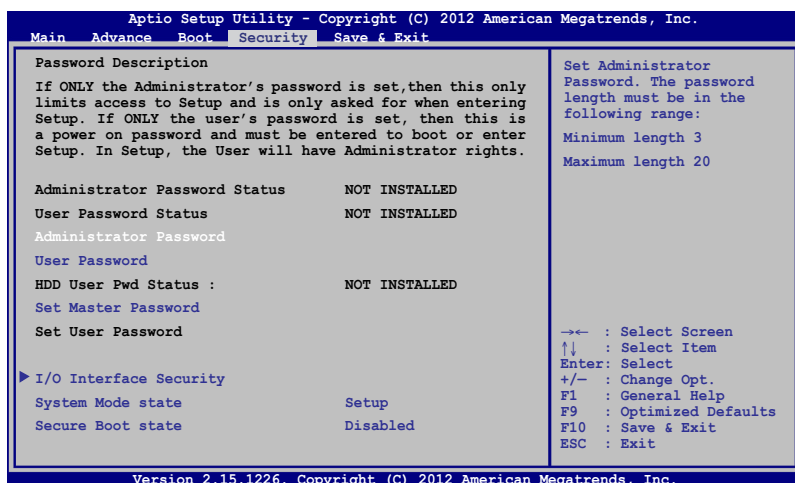 Aptio Setup Utility - Copyright (C) 2012 American Megatrends, Inc.
Main Advance Boot Security Save & Exit
Password Description
If ONLY the Administrator's password is set,then this only
limits access to Setup and is only asked for when entering
Setup. If ONLY the user's password is set, then this is
a power on password and must be entered to boot or enter
Setup. In Setup, the User will have Administrator rights.
Administrator Password Status NOT INSTALLED
User Password Status NOT INSTALLED
Administrator Password
User Password
HDD User Pwd Status : NOT INSTALLED
Set Master Password
Set User Password
I/O Interface Security
System Mode state Setup
Secure Boot state Disabled
Set Administrator
Password. The password
length must be in the
following range:
Minimum length 3
Maximum length 20
→← : Select Screen
↑↓ : Select Item
Enter: Select
+/— : Change Opt.
F1 : General Help
F9 : Optimized Defaults
F10 : Save & Exit
ESC : Exit
Version 2.15.1226. Copyright (C) 2012 American Megatrends, Inc.